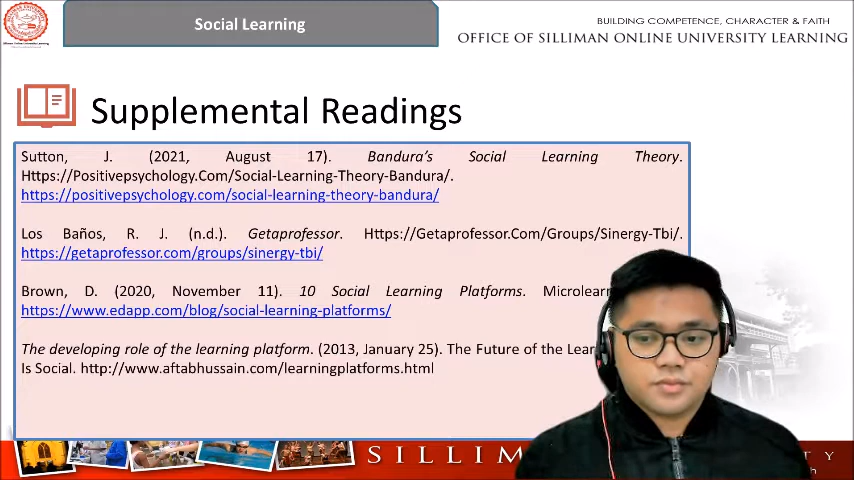 Social Learning
BUILDING COMPETENCE, CHARACTER & FAITH
OFFICE OF SILLIMAN ONLINE UNIVERSITY LEARNING
Supplemental Readings
Sutton, J. (2021, August 17). Bandura's Social Learning Theory.
Https://Positivepsychology.Com/Social-Learning-Theory-Bandura/.
https://positivepsychology.com/social-learning-theory-bandura/
Los Baños, R. J. (n.d.). Getaprofessor. Https://Getaprofessor.Com/Groups/Sinergy-Tbi/.
https://getaprofessor.com/groups/sinergy-tbi/
Brown, D. (2020, November 11). 10 Social Learning Platforms. Microlear
https://www.edapp.com/blog/social-learning-platforms/
The developing role of the learning platform. (2013, January 25). The Future of the Lear
Is Social. http://www.aftabhussain.com/learningplatforms.html
SILLIM